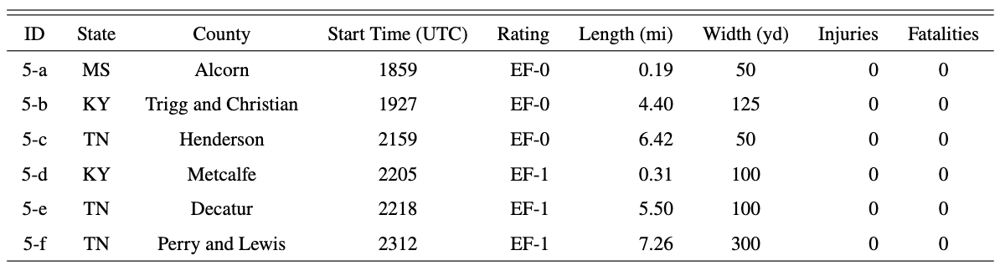 ID State County Start Time (UTC) Rating Length (mi) Width (yd) Injuries Fatalities
5-a MS Alcorn 1859 EF-0 0.19 50 0 0
5-b KY Trigg and Christian 1927 EF-0 4.40 125 0 0
5-c TN Henderson 2159 EF-0 6.42 50 0 0
5-d KY Metcalfe 2205 EF-1 0.31 100 0 0
5-e TN Decatur 2218 EF-1 5.50 100 0 0
5-f TN Perry and Lewis 2312 EF-1 7.26 300 0 0